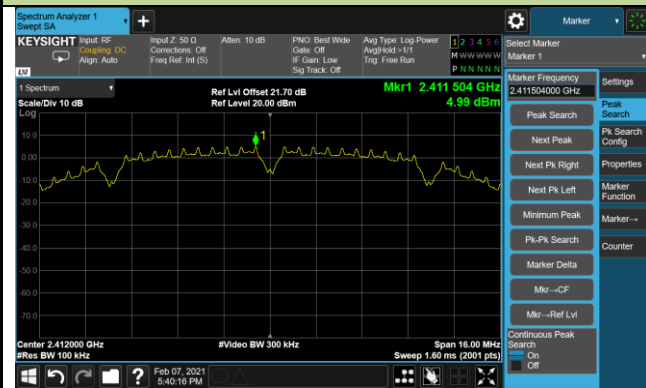 Spectrum Analyzer 1
Swept SA
Marker
KEYSIGHT
Input: RF
Coupling: DC
Align: Auto
Input Z: 50 Ω
Corrections: Off
Freq Ref: Int (S)
Atten: 10 dB
PNO: Best Wide
Gate: Off
IF Gain: Low
Sig Track: Off
Avg Type: Log-Power
Avg|Hold:>1/1
Trig: Free Run
1 2 3 4 5 6
M W W W W W
P N N N N N
Select Marker
Marker 1
LXI
1 Spectrum
Scale/Div 10 dB
Log
Ref Lvl Offset 21.70 dB
Ref Level 20.00 dBm
Mkr1 2.411 504 GHz
4.99 dBm
Marker Frequency
2.411504000 GHz
Peak Search
Next Peak
Next Pk Right
Next Pk Left
Minimum Peak
Pk-Pk Search
Marker Delta
Mkr→CF
Mkr→Ref Lvl
Continuous Peak
Search
On
Off
Settings
Peak
Search
Pk Search
Config
Properties
Marker
Function
Marker→
Counter
1
10.0
0.00
-10.0
-20.0
-30.0
-40.0
-50.0
-60.0
-70.0
Center 2.412000 GHz
#Res BW 100 kHz
#Video BW 300 kHz
Span 16.00 MHz
Sweep 1.60 ms (2001 pts)
?
Feb 07, 2021
5:40:16 PM